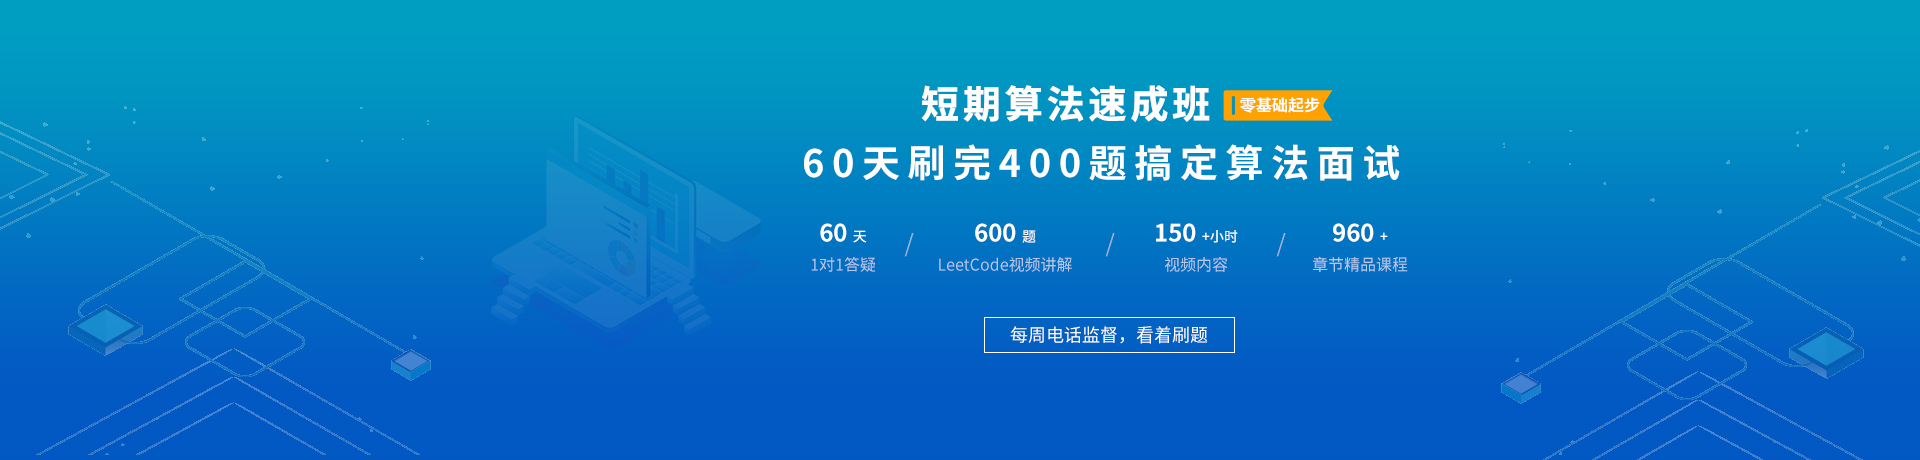 短期算法速成班 零基础起步
60天刷完400题搞定算法面试
60 天 / 600 题 / 150 +小时 / 960 +
1对1答疑 LeetCode视频讲解 视频内容 章节精品课程
每周电话监督，看着刷题